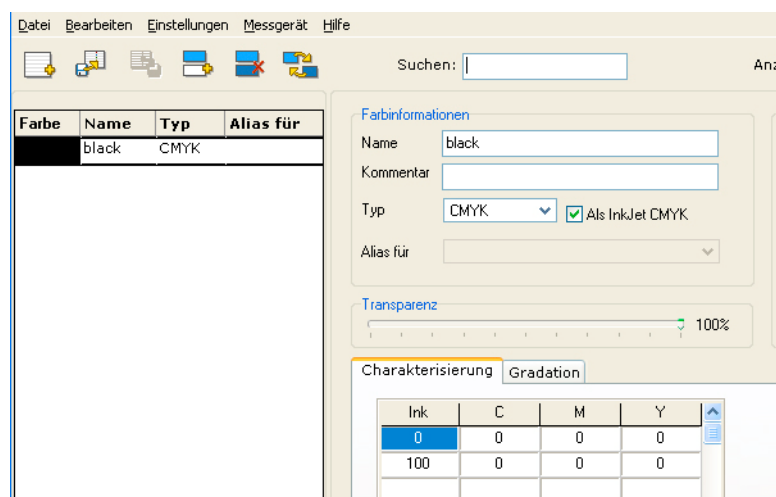 Datei Bearbeiten Einstellungen Messgerät Hilfe
Suchen:
Farbe Name Typ Alias für
black CMYK
Farbinformationen
Name black
Kommentar
Typ CMYK Als InkJet CMYK
Alias für
Transparenz
100%
Charakterisierung Gradation
Ink C M Y
0 0 0 0
100 0 0 0